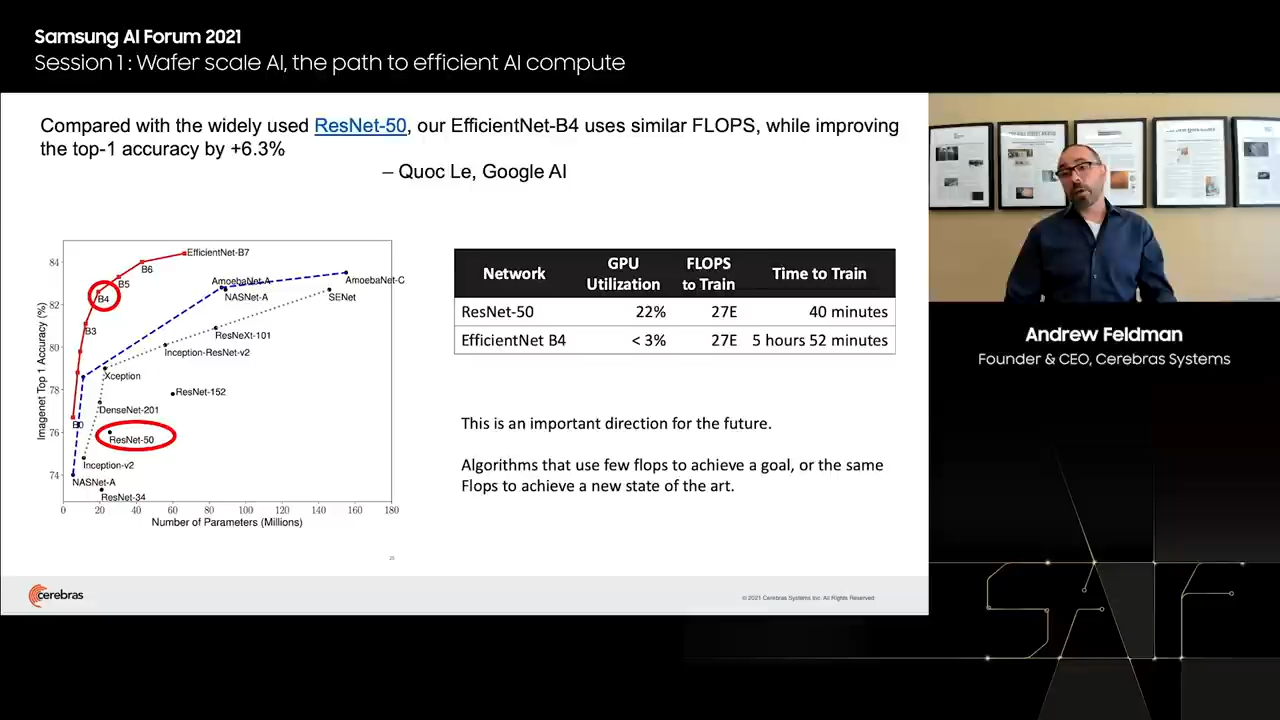 Samsung AI Forum 2021
Session 1 : Wafer scale AI, the path to efficient AI compute
Compared with the widely used ResNet-50, our EfficientNet-B4 uses similar FLOPS, while improving
the top-1 accuracy by +6.3%
– Quoc Le, Google AI
Imagenet Top 1 Accuracy (%)
84
82
80
78
76
74
EfficientNet-B7
B6
B5
B4
B3
B0
AmoebaNet-A
AmoebaNet-C
NASNet-A
SENet
ResNeXt-101
Inception-ResNet-v2
Xception
ResNet-152
DenseNet-201
ResNet-50
Inception-v2
NASNet-A
ResNet-34
0 20 40 60 80 100 120 140 160 180
Number of Parameters (Millions)
Network GPU Utilization FLOPS to Train Time to Train
ResNet-50 22% 27E 40 minutes
EfficientNet B4 < 3% 27E 5 hours 52 minutes
This is an important direction for the future.
Algorithms that use few flops to achieve a goal, or the same
Flops to achieve a new state of the art.
25
cerebras
© 2021 Cerebras Systems Inc. All Rights Reserved
Andrew Feldman
Founder & CEO, Cerebras Systems